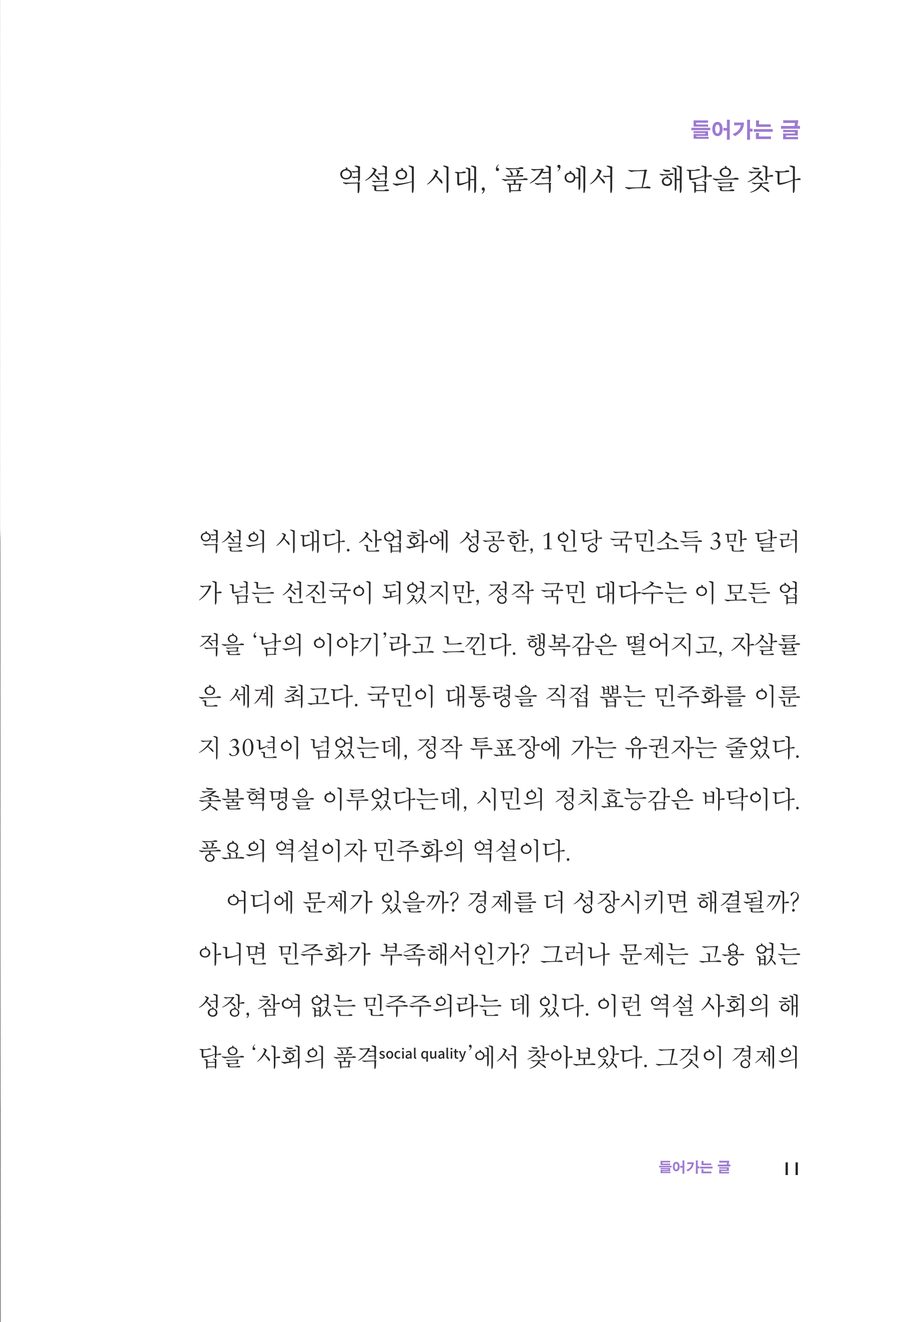 들어가는 글
역설의 시대, ‘품격’에서 그 해답을 찾다
역설의 시대다. 산업화에 성공한, 1인당 국민소득 3만 달러
가 넘는 선진국이 되었지만, 정작 국민 대다수는 이 모든 업
적을 ‘남의 이야기’라고 느낀다. 행복감은 떨어지고, 자살률
은 세계 최고다. 국민이 대통령을 직접 뽑는 민주화를 이룬
지 30년이 넘었는데, 정작 투표장에 가는 유권자는 줄었다.
촛불혁명을 이루었다는데, 시민의 정치효능감은 바닥이다.
풍요의 역설이자 민주화의 역설이다.
어디에 문제가 있을까? 경제를 더 성장시키면 해결될까?
아니면 민주화가 부족해서인가? 그러나 문제는 고용 없는
성장, 참여 없는 민주주의라는 데 있다. 이런 역설 사회의 해
답을 ‘사회의 품격social quality’에서 찾아보았다. 그것이 경제의
들어가는 글 11